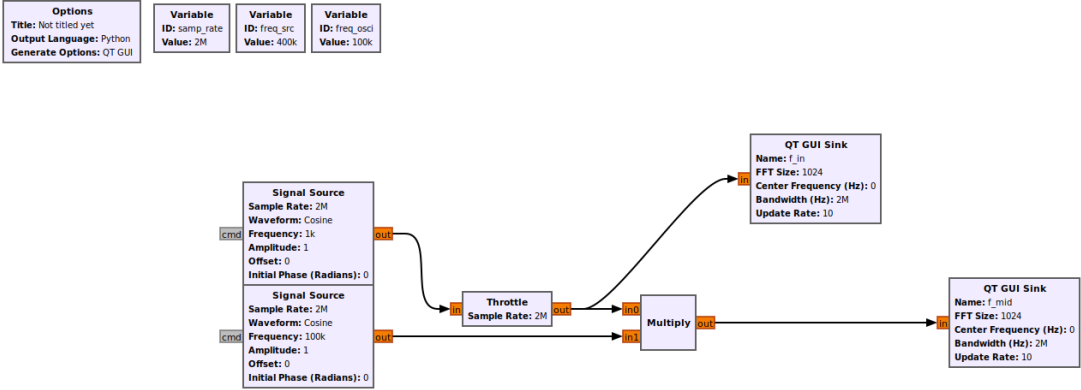 Options
Title: Not titled yet
Output Language: Python
Generate Options: QT GUI
Variable
ID: samp_rate
Value: 2M
Variable
ID: freq_src
Value: 400k
Variable
ID: freq_osci
Value: 100k
QT GUI Sink
Name: f_in
FFT Size: 1024
Center Frequency (Hz): 0
Bandwidth (Hz): 2M
Update Rate: 10
in
Signal Source
Sample Rate: 2M
Waveform: Cosine
Frequency: 1k
Amplitude: 1
Offset: 0
Initial Phase (Radians): 0
cmd
out
Signal Source
Sample Rate: 2M
Waveform: Cosine
Frequency: 100k
Amplitude: 1
Offset: 0
Initial Phase (Radians): 0
cmd
out
in
Throttle
Sample Rate: 2M
out
in0
in1
Multiply
out
in
QT GUI Sink
Name: f_mid
FFT Size: 1024
Center Frequency (Hz): 0
Bandwidth (Hz): 2M
Update Rate: 10